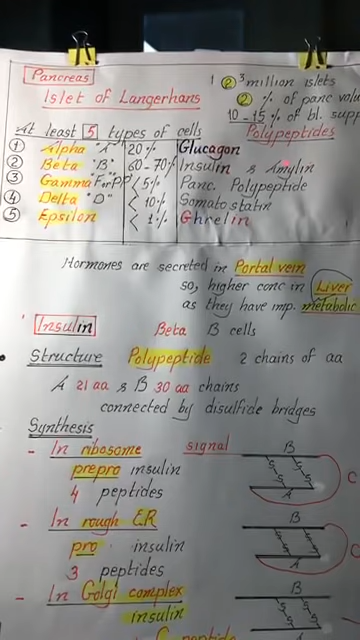 Pancreas
Islet of Langerhans
1 ② 3 million islets
② % of panc volu
10 - 15 % of bl. supp
At least 5 types of cells
Polypeptides
① Alpha "A" 20 % Glucagon
② Beta "B" 60 - 70% Insulin & Amylin
③ Gamma "F or PP" < 5% Panc. Polypeptide
④ Delta "D" < 10% Somatostatin
⑤ Epsilon < 1% Ghrelin
Hormones are secreted in Portal vein
so, higher conc in Liver
as they have imp. metabolic
Insulin Beta B cells
Structure Polypeptide 2 chains of aa
A 21 aa & B 30 aa chains
connected by disulfide bridges
Synthesis
- In ribosome signal B
prepro insulin C
4 peptides A
- In rough ER B
pro insulin C
3 peptides A
- In Golgi complex B
insulin
A
C peptide